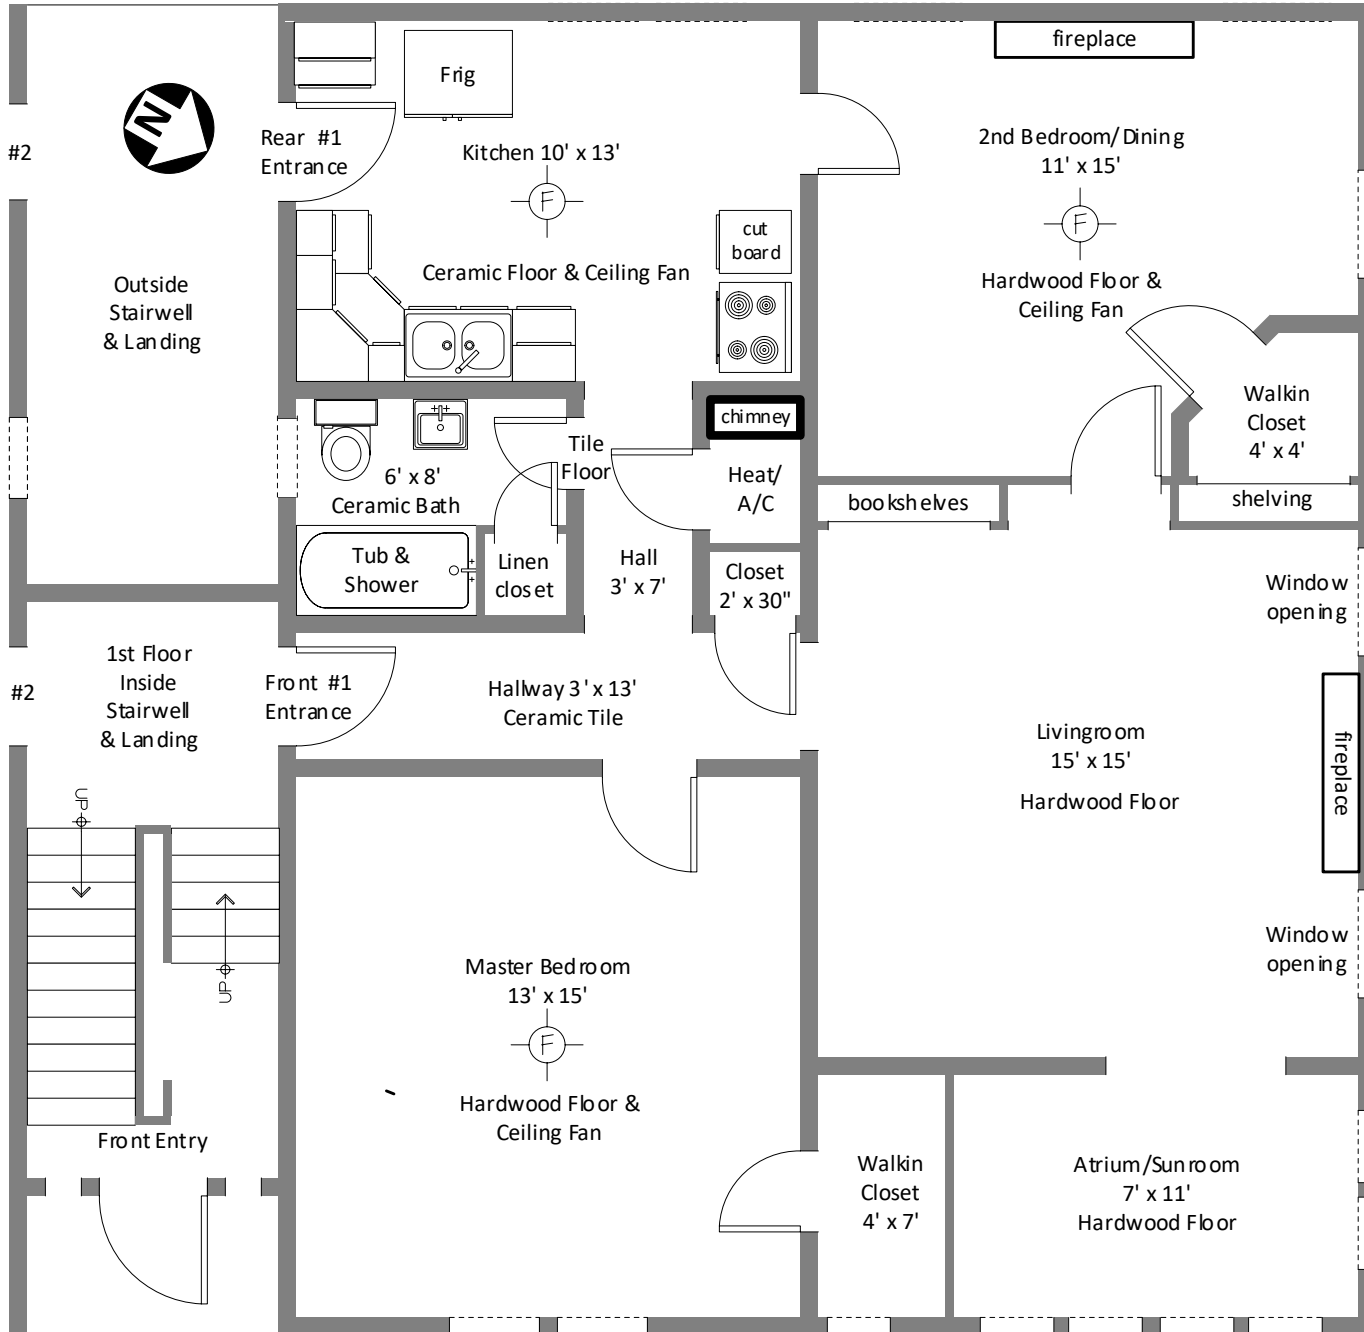 fireplace
Frig
N
#2
Rear #1
Entrance
Kitchen 10' x 13'
F
Ceramic Floor & Ceiling Fan
cut
board
2nd Bedroom/Dining
11' x 15'
F
Hardwood Floor &
Ceiling Fan
Outside
Stairwell
& Landing
Walkin
Closet
4' x 4'
chimney
Tile
Floor
6' x 8'
Ceramic Bath
Heat/
A/C
bookshelves
shelving
Tub &
Shower
Linen
closet
Hall
3' x 7'
Closet
2' x 30"
Window
opening
1st Floor
Inside
Stairwell
& Landing
#2
Front #1
Entrance
Hallway 3' x 13'
Ceramic Tile
Livingroom
15' x 15'
Hardwood Floor
fireplace
UP
UP
Master Bedroom
13' x 15'
F
Hardwood Floor &
Ceiling Fan
Window
opening
Front Entry
Walkin
Closet
4' x 7'
Atrium/Sunroom
7' x 11'
Hardwood Floor